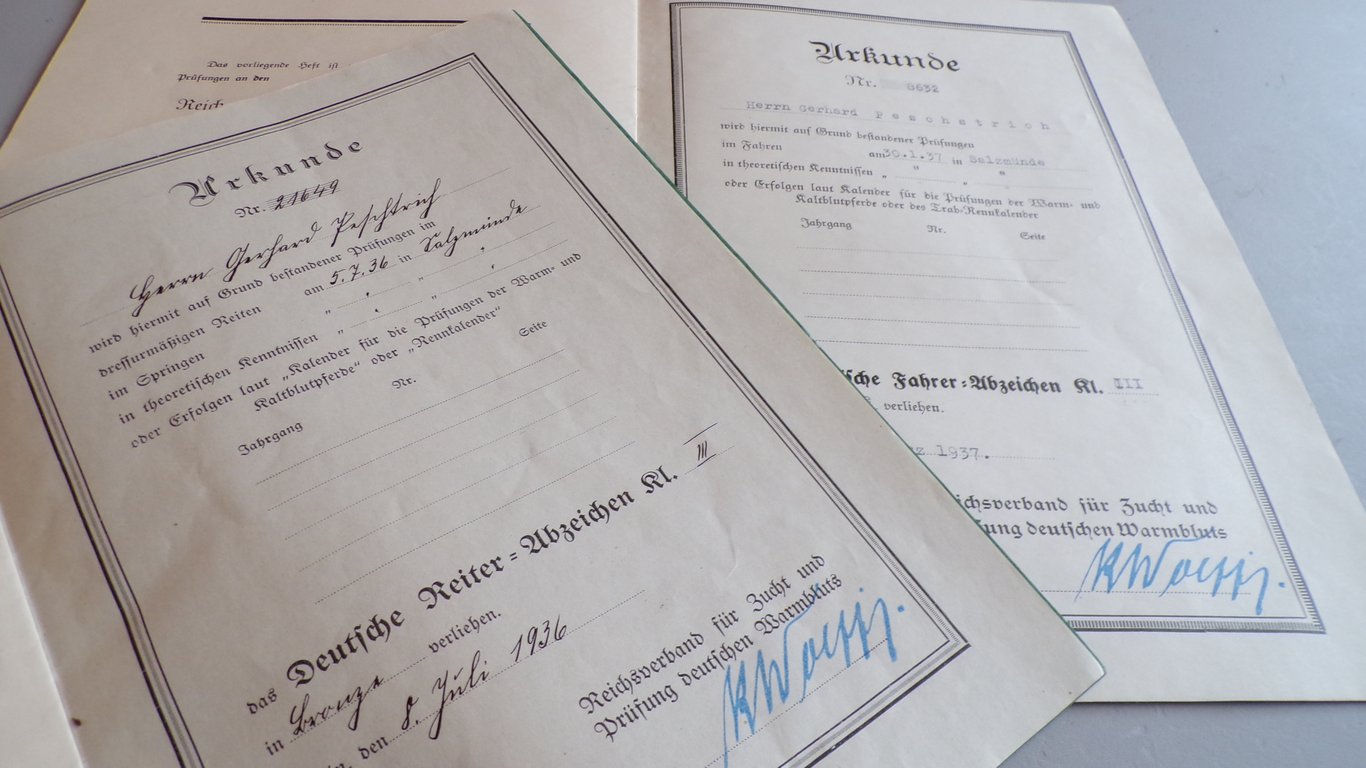 Das vorliegende Heft ist
Prüfungen an den
Reich
Urkunde
Nr. 21649
Herrn Gerhard Peschtrich
wird hiermit auf Grund bestandener Prüfungen im
dressurmäßigen Reiten am 5.7.36 in Salzmünde
im Springen " " "
in theoretischen Kenntnissen " " "
oder Erfolgen laut „Kalender für die Prüfungen der Warm- und
Kaltblutpferde“ oder „Rennkalender“
Jahrgang Nr. Seite
das Deutsche Reiter=Abzeichen Kl. III
in Bronze verliehen.
den 8. Juli 1936
Reichsverband für Zucht und
Prüfung deutschen Warmbluts
Urkunde
Nr. 8632
Herrn Gerhard Peschstrich
wird hiermit auf Grund bestandener Prüfungen
im Fahren am 30.1.37 in Salzmünde
in theoretischen Kenntnissen „ " „ "
oder Erfolgen laut Kalender für die Prüfungen der Warm- und
Kaltblutpferde oder des Trab-Rennkalender
Jahrgang Nr. Seite
sche Fahrer=Abzeichen Kl. III
verliehen.
z 1937.
ichsverband für Zucht und
ung deutschen Warmbluts